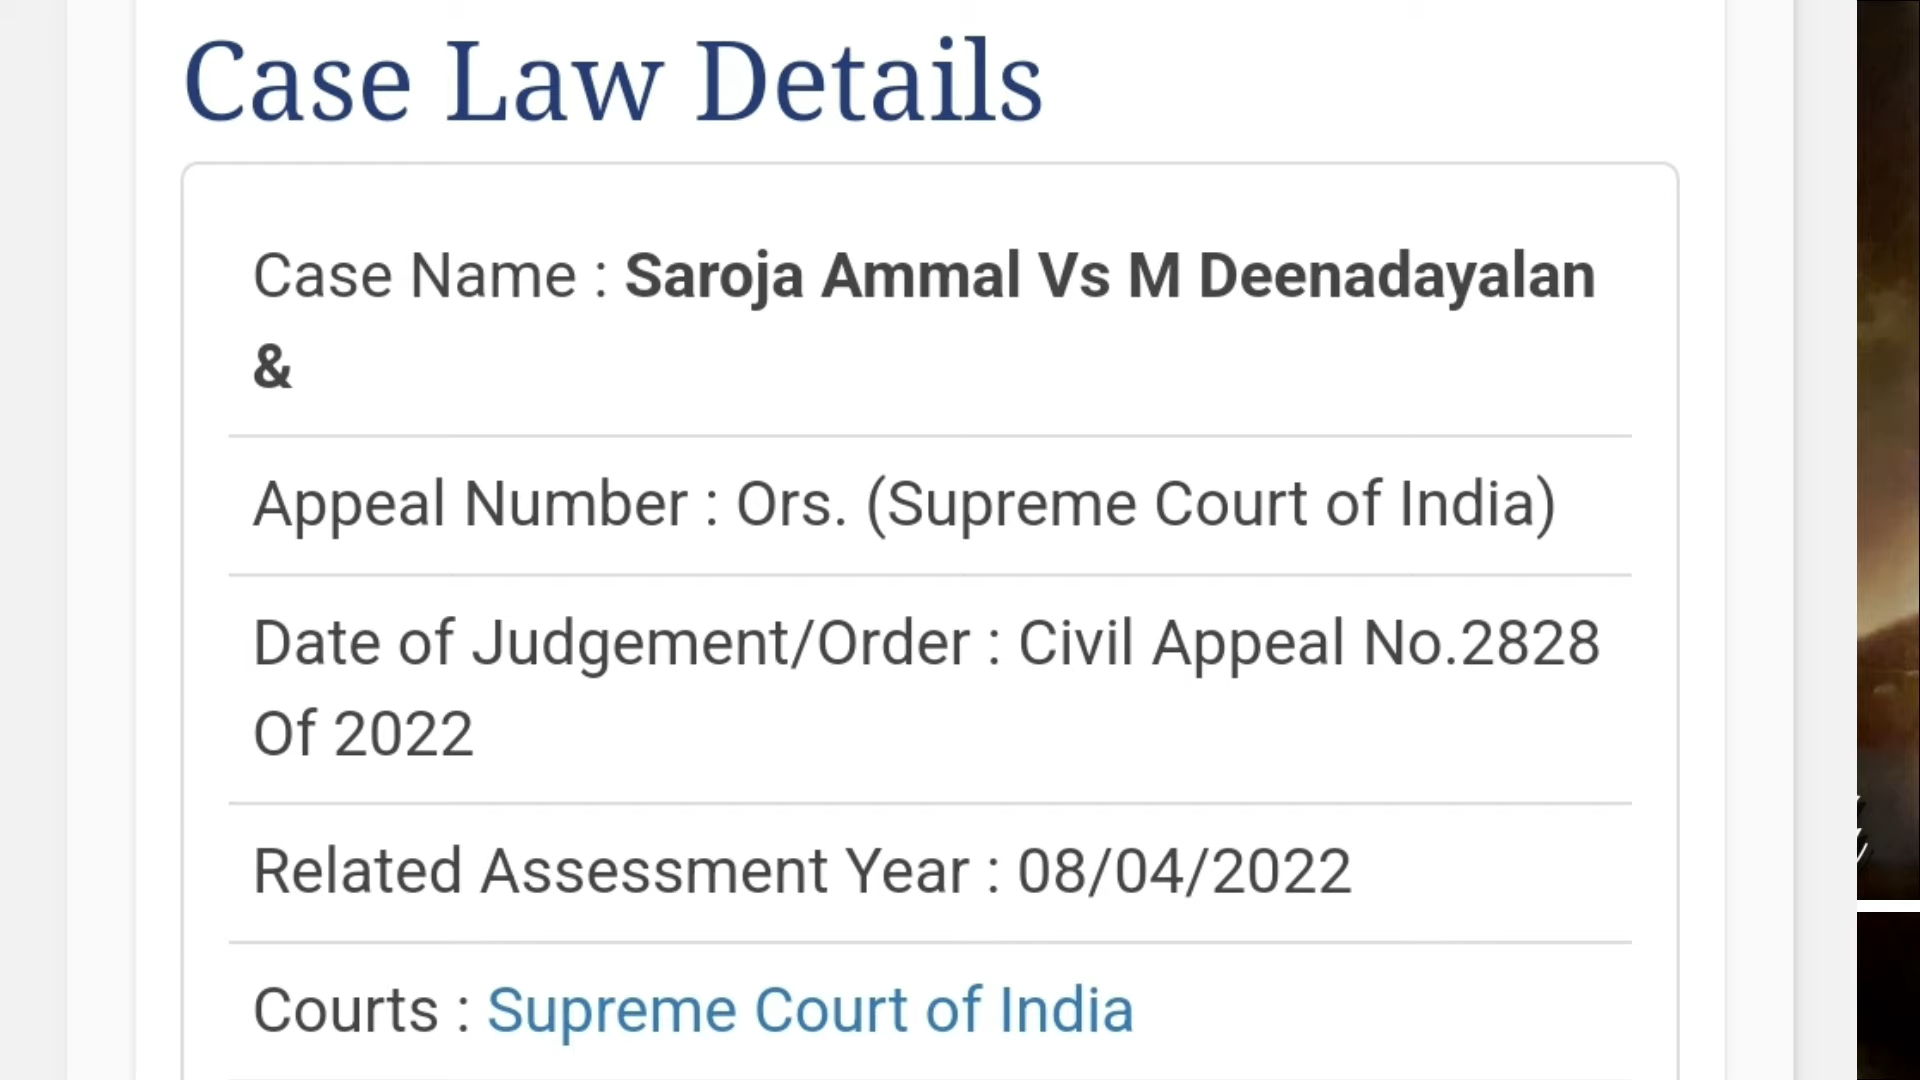 Case Law Details
Case Name : Saroja Ammal Vs M Deenadayalan
&
Appeal Number : Ors. (Supreme Court of India)
Date of Judgement/Order : Civil Appeal No.2828
Of 2022
Related Assessment Year : 08/04/2022
Courts : Supreme Court of India